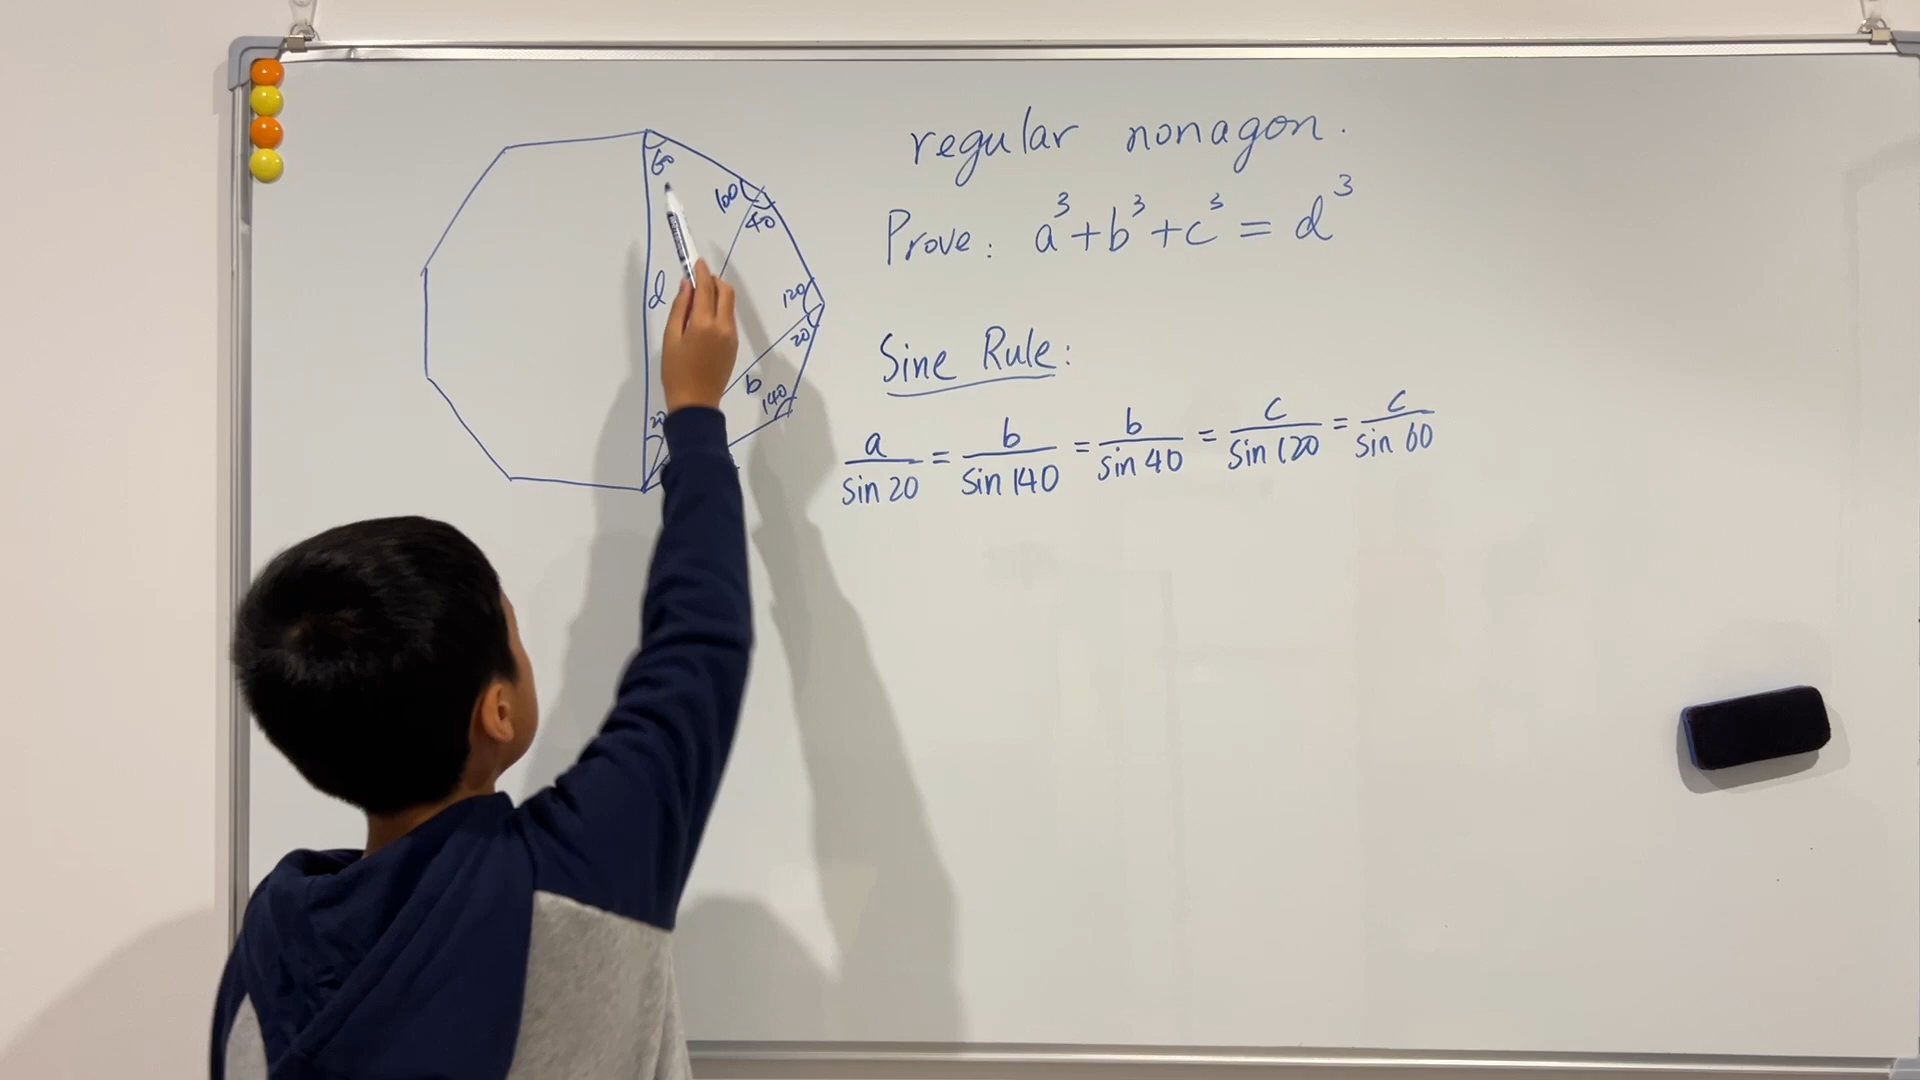 regular nonagon.
Prove: a³+b³+c³ = d³
Sine Rule:
a/sin 20 = b/sin 140 = b/sin 40 = c/sin 120 = c/sin 60
60
100
40
d
120
20
b
140
20